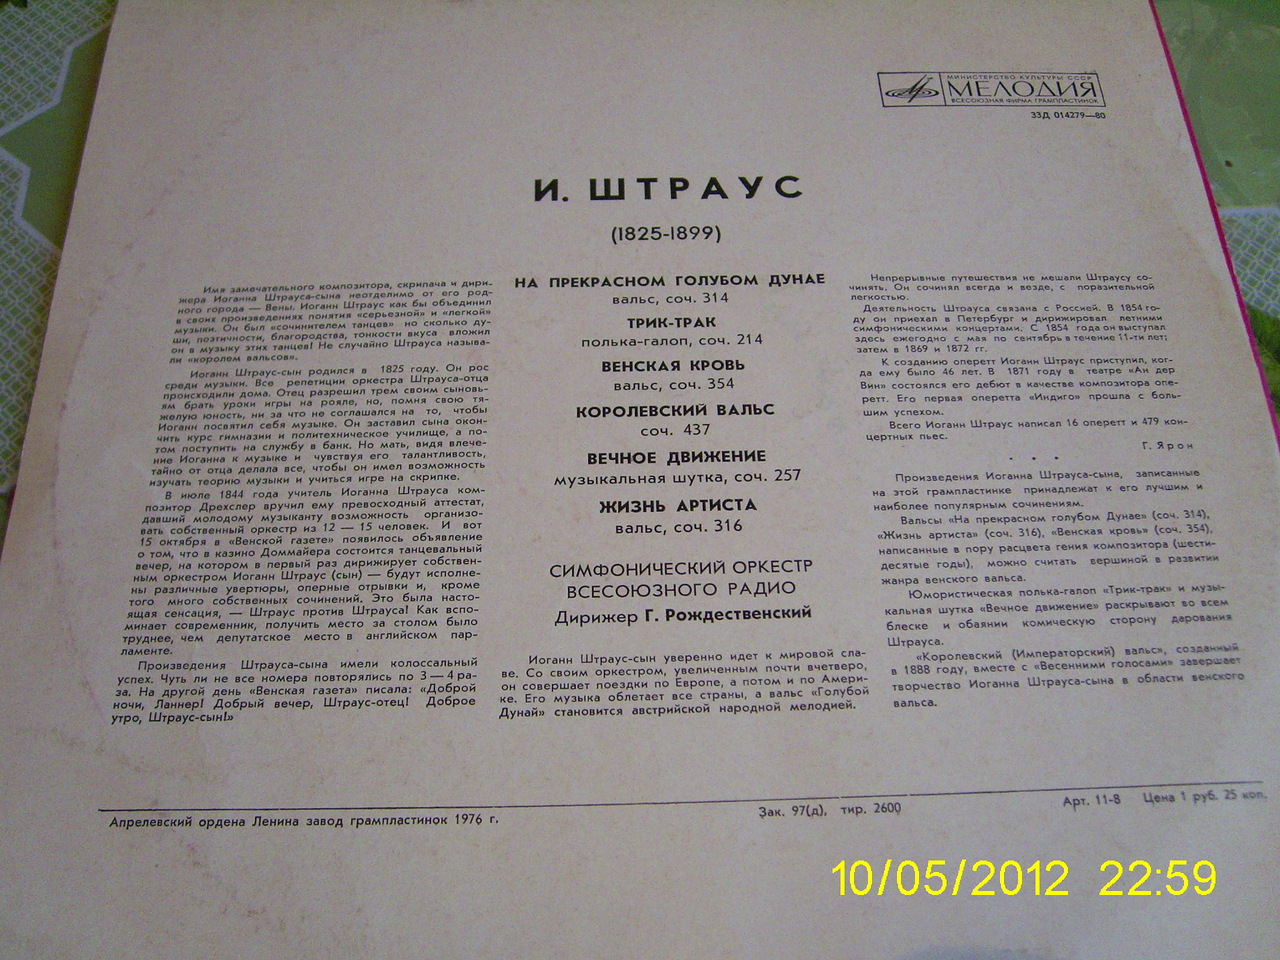 МИНИСТЕРСТВО КУЛЬТУРЫ СССР
МЕЛОДИЯ
ВСЕСОЮЗНАЯ ФИРМА ГРАМПЛАСТИНОК
33Д 014279—80
И. ШТРАУС
(1825-1899)
Имя замечательного композитора, скрипача и дири-
жера Иоганна Штрауса-сына неотделимо от его род-
ного города — Вены. Иоганн Штраус как бы объединил
в своих произведениях понятия «серьезной» и «легкой»
музыки. Он был «сочинителем танцев» но сколько ду-
ши, поэтичности, благородства, тонкости вкуса вложил
он в музыку этих танцев! Не случайно Штрауса называ-
ли «королем вальсов».
Иоганн Штраус-сын родился в 1825 году. Он рос
среди музыки. Все репетиции оркестра Штрауса-отца
происходили дома. Отец разрешил трем своим сыновь-
ям брать уроки игры на рояле, но, помня свою тя-
желую юность, ни за что не соглашался на то, чтобы
Иоганн посвятил себя музыке. Он заставил сына окон-
чить курс гимназии и политехническое училище, а по-
том поступить на службу в банк. Но мать, видя влече-
ние Иоганна к музыке и чувствуя его талантливость,
тайно от отца делала все, чтобы он имел возможность
изучать теорию музыки и учиться игре на скрипке.
В июле 1844 года учитель Иоганна Штрауса ком-
позитор Дрехслер вручил ему превосходный аттестат,
давший молодому музыканту возможность организо-
вать собственный оркестр из 12 — 15 человек. И вот
15 октября в «Венской газете» появилось объявление
о том, что в казино Доммайера состоится танцевальный
вечер, на котором в первый раз дирижирует собствен-
ным оркестром Иоганн Штраус (сын) — будут исполне-
ны различные увертюры, оперные отрывки и, кроме
того много собственных сочинений. Это была насто-
ящая сенсация, — Штраус против Штрауса! Как вспо-
минает современник, получить место за столом было
труднее, чем депутатское место в английском пар-
ламенте.
Произведения Штрауса-сына имели колоссальный
успех. Чуть ли не все номера повторялись по 3 — 4 ра-
за. На другой день «Венская газета» писала: «Доброй
ночи, Ланнер! Добрый вечер, Штраус-отец! Доброе
утро, Штраус-сын!»
НА ПРЕКРАСНОМ ГОЛУБОМ ДУНАЕ
вальс, соч. 314
ТРИК-ТРАК
полька-галоп, соч. 214
ВЕНСКАЯ КРОВЬ
вальс, соч. 354
КОРОЛЕВСКИЙ ВАЛЬС
соч. 437
ВЕЧНОЕ ДВИЖЕНИЕ
музыкальная шутка, соч. 257
ЖИЗНЬ АРТИСТА
вальс, соч. 316
СИМФОНИЧЕСКИЙ ОРКЕСТР
ВСЕСОЮЗНОГО РАДИО
Дирижер Г. Рождественский
Иоганн Штраус-сын уверенно идет к мировой сла-
ве. Со своим оркестром, увеличенным почти вчетверо,
он совершает поездки по Европе, а потом и по Амери-
ке. Его музыка облетает все страны, а вальс «Голубой
Дунай» становится австрийской народной мелодией.
Непрерывные путешествия не мешали Штраусу со-
чинять. Он сочинял всегда и везде, с поразительной
легкостью.
Деятельность Штрауса связана с Россией. В 1854 го-
ду он приехал в Петербург и дирижировал летними
симфоническими концертами. С 1854 года он выступал
здесь ежегодно с мая по сентябрь в течение 11-ти лет;
затем в 1869 и 1872 гг.
К созданию оперетт Иоганн Штраус приступил, ког-
да ему было 46 лет. В 1871 году в театре «Ан дер
Вин» состоялся его дебют в качестве композитора опе-
ретт. Его первая оперетта «Индиго» прошла с боль-
шим успехом.
Всего Иоганн Штраус написал 16 оперетт и 479 кон-
цертных пьес.
Г. Ярон
Произведения Иоганна Штрауса-сына, записанные
на этой грампластинке принадлежат к его лучшим и
наиболее популярным сочинениям.
Вальсы «На прекрасном голубом Дунае» (соч. 314),
«Жизнь артиста» (соч. 316), «Венская кровь» (соч. 354),
написанные в пору расцвета гения композитора (шести-
десятые годы), можно считать вершиной в развитии
жанра венского вальса.
Юмористическая полька-галоп «Трик-трак» и музы-
кальная шутка «Вечное движение» раскрывают во всем
блеске и обаянии комическую сторону дарования
Штрауса.
«Королевский (Императорский) вальс», созданный
в 1888 году, вместе с «Весенними голосами» завершает
творчество Иоганна Штрауса-сына в области венского
вальса.
Апрелевский ордена Ленина завод грампластинок 1976 г.
Зак. 97(д), тир. 2600
Арт. 11-8 Цена 1 руб. 25 коп.
10/05/2012 22:59